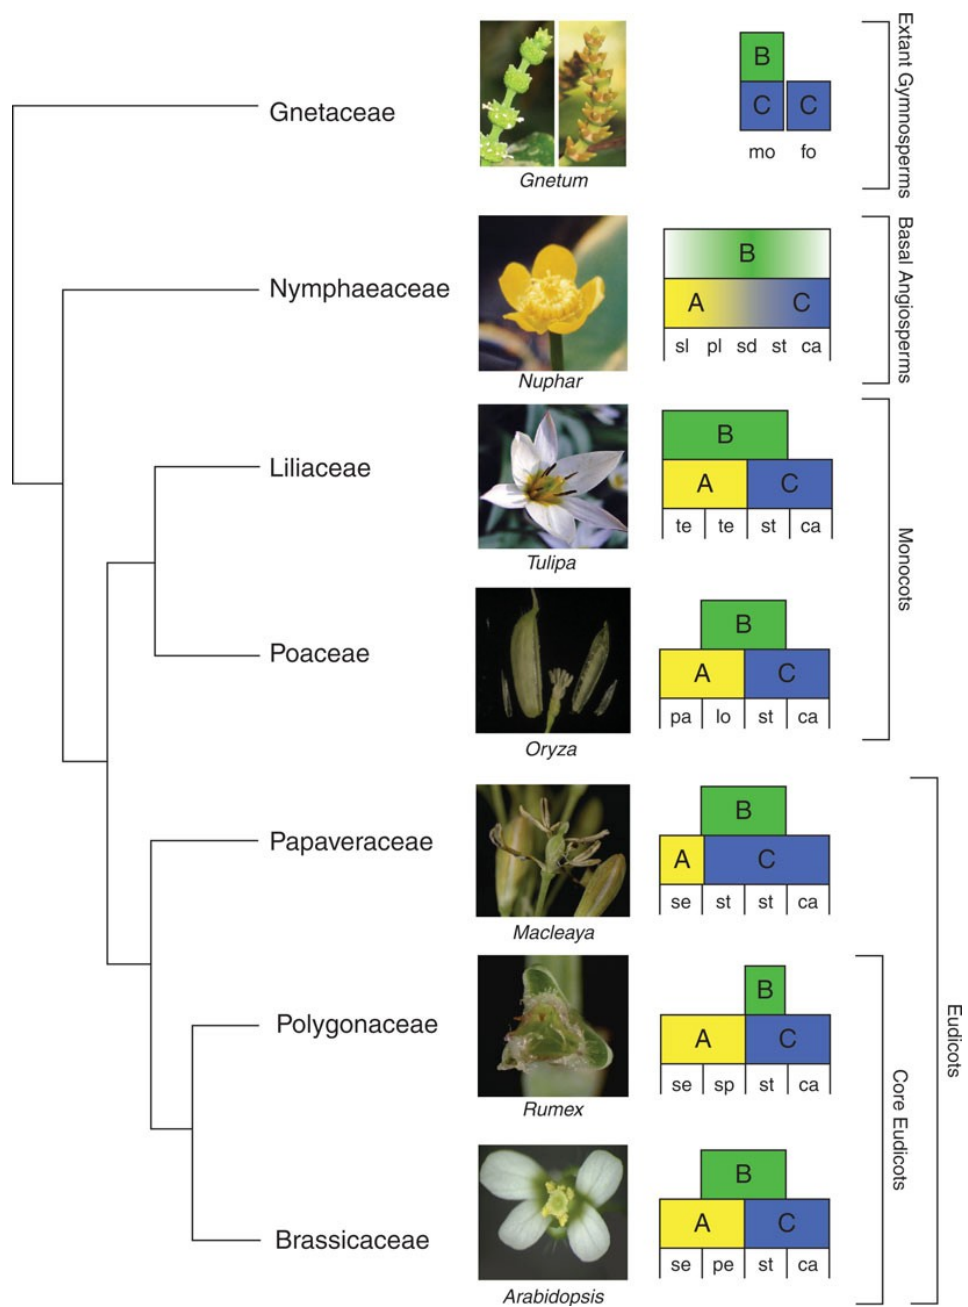 Gnetaceae
Gnetum
B
C C
mo fo
Extant Gymnosperms
Nymphaeaceae
Nuphar
B
A C
sl pl sd st ca
Basal Angiosperms
Liliaceae
Tulipa
B
A C
te te st ca
Monocots
Poaceae
Oryza
B
A C
pa lo st ca
Papaveraceae
Macleaya
B
A C
se st st ca
Eudicots
Polygonaceae
Rumex
B
A C
se sp st ca
Core Eudicots
Brassicaceae
Arabidopsis
B
A C
se pe st ca